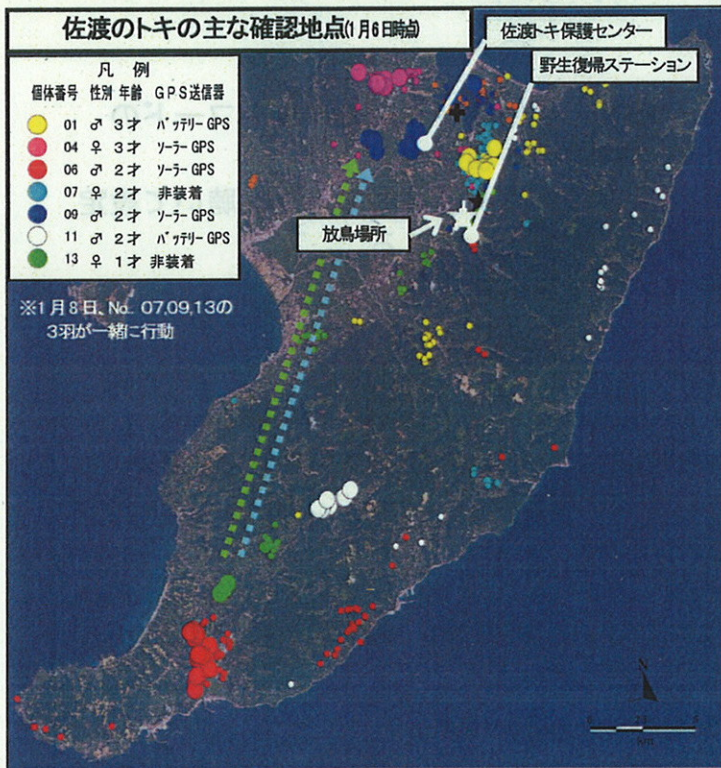 佐渡のトキの主な確認地点(1月6日時点)
佐渡トキ保護センター
野生復帰ステーション
凡 例
個体番号 性別 年齢 GPS送信器
01 ♂ 3才 バッテリーGPS
04 ♀ 3才 ソーラーGPS
06 ♂ 2才 ソーラーGPS
07 ♀ 2才 非装着
09 ♂ 2才 ソーラーGPS
11 ♂ 2才 バッテリーGPS
13 ♀ 1才 非装着
放鳥場所
※1月8日、No. 07,09,13の
3羽が一緒に行動
N